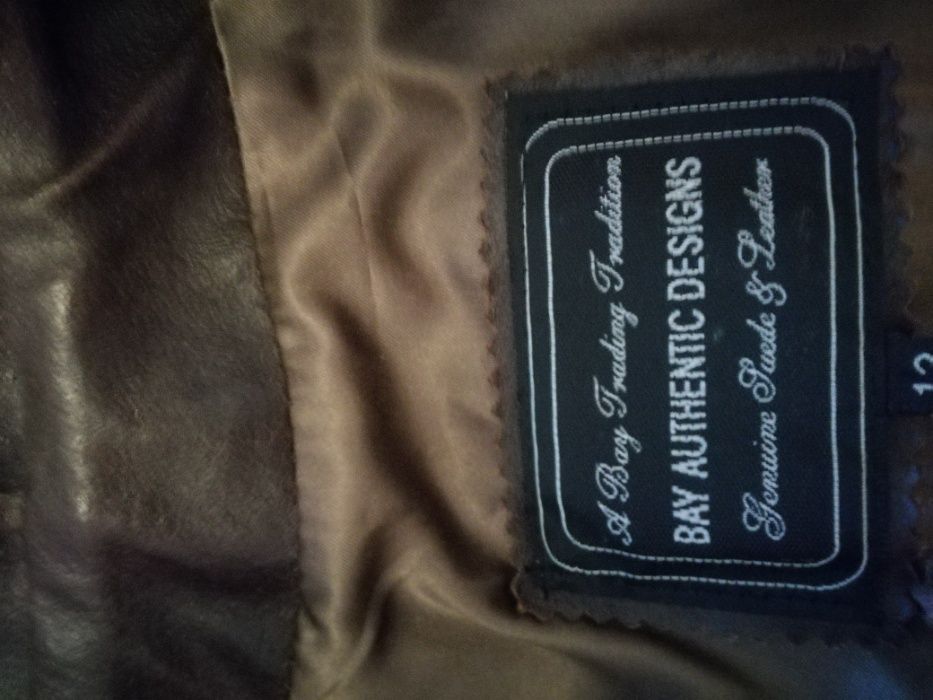 A Bay Trading Tradition
BAY AUTHENTIC DESIGNS
Genuine Suede & Leather
12